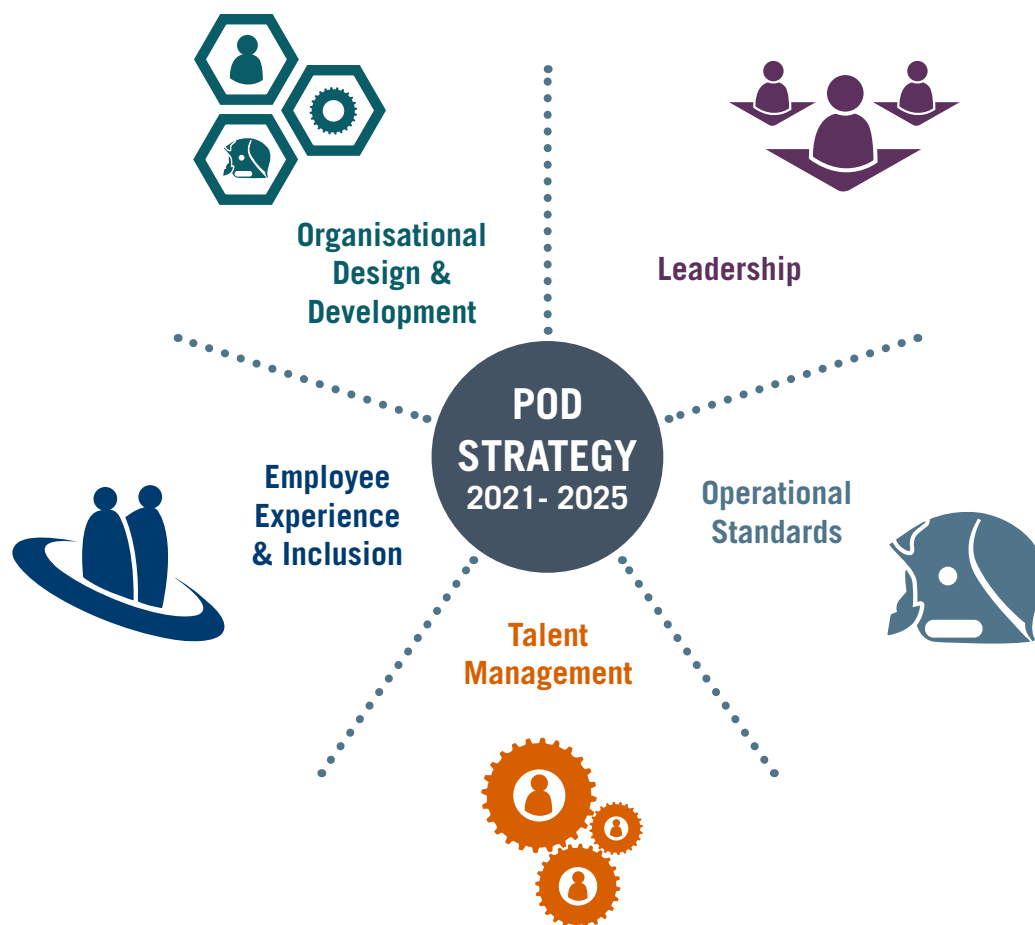 Organisational
Design &
Development
Leadership
POD
STRATEGY
2021- 2025
Employee
Experience
& Inclusion
Operational
Standards
Talent
Management